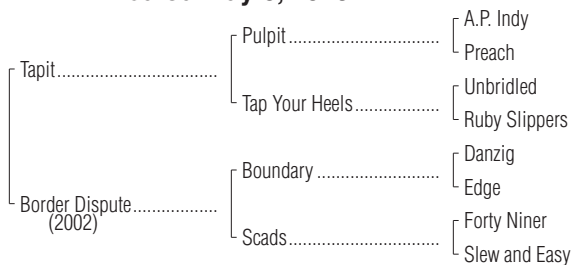 Pulpit
A.P. Indy
Preach
Tapit
Tap Your Heels
Unbridled
Ruby Slippers
Boundary
Danzig
Edge
Border Dispute
(2002)
Scads
Forty Niner
Slew and Easy